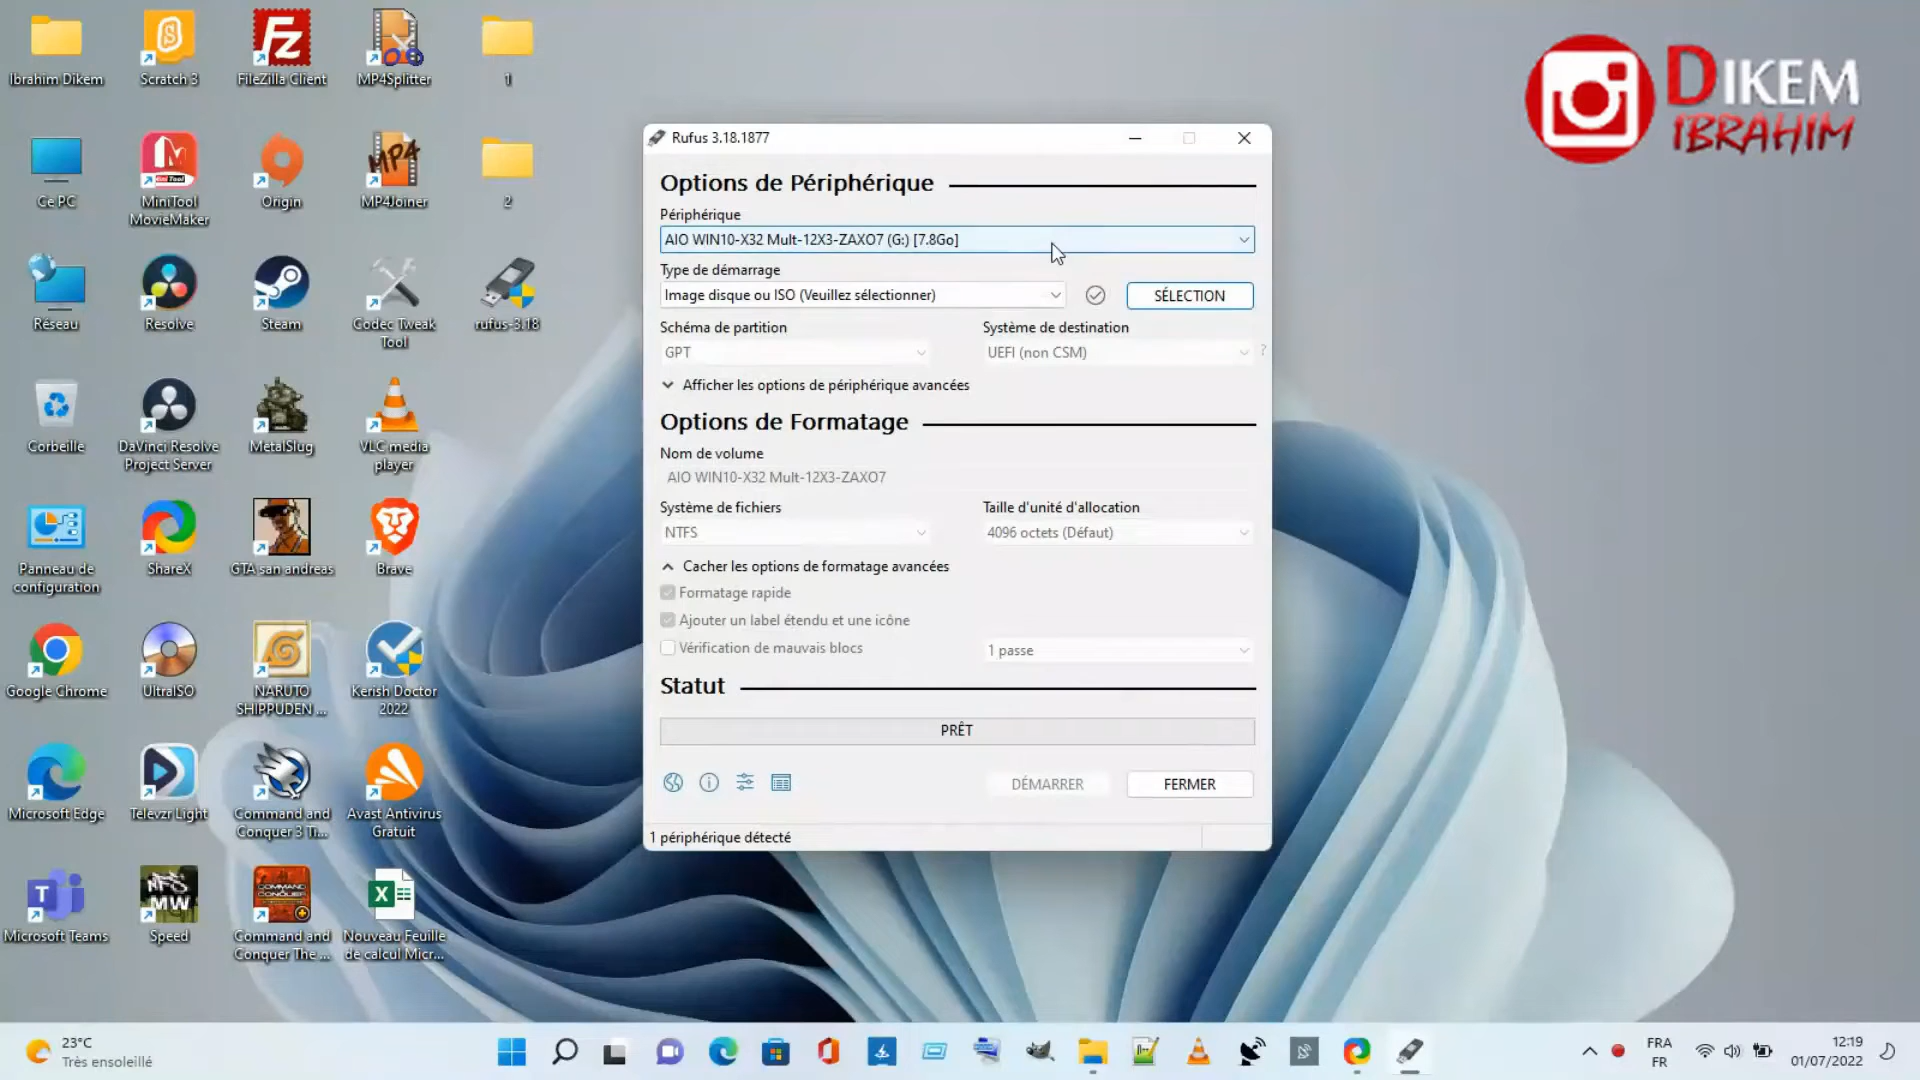 Ibrahim Dikem
Scratch 3
FileZilla Client
MP4Splitter
1
Ce PC
MiniTool
MovieMaker
Origin
MP4Joiner
2
Réseau
Resolve
Steam
Codec Tweak
Tool
rufus-3.18
Corbeille
DaVinci Resolve
Project Server
MetalSlug
VLC media
player
Panneau de
configuration
ShareX
GTA san andreas
Brave
Google Chrome
UltraISO
NARUTO
SHIPPUDEN ...
Kerish Doctor
2022
Microsoft Edge
Televzr Light
Command and
Conquer 3 Ti...
Avast Antivirus
Gratuit
Microsoft Teams
Speed
Command and
Conquer The ...
Nouveau Feuille
de calcul Micr...
DIKEM
IBRAHIM
Rufus 3.18.1877
Options de Périphérique
Périphérique
AIO WIN10-X32 Mult-12X3-ZAXO7 (G:) [7.8Go]
Type de démarrage
Image disque ou ISO (Veuillez sélectionner)
SÉLECTION
Schéma de partition
Système de destination
GPT
UEFI (non CSM)
?
Afficher les options de périphérique avancées
Options de Formatage
Nom de volume
AIO WIN10-X32 Mult-12X3-ZAXO7
Système de fichiers
Taille d'unité d'allocation
NTFS
4096 octets (Défaut)
Cacher les options de formatage avancées
Formatage rapide
Ajouter un label étendu et une icône
Vérification de mauvais blocs
1 passe
Statut
PRÊT
DÉMARRER
FERMER
1 périphérique détecté
23°C
Très ensoleillé
FRA
FR
12:19
01/07/2022